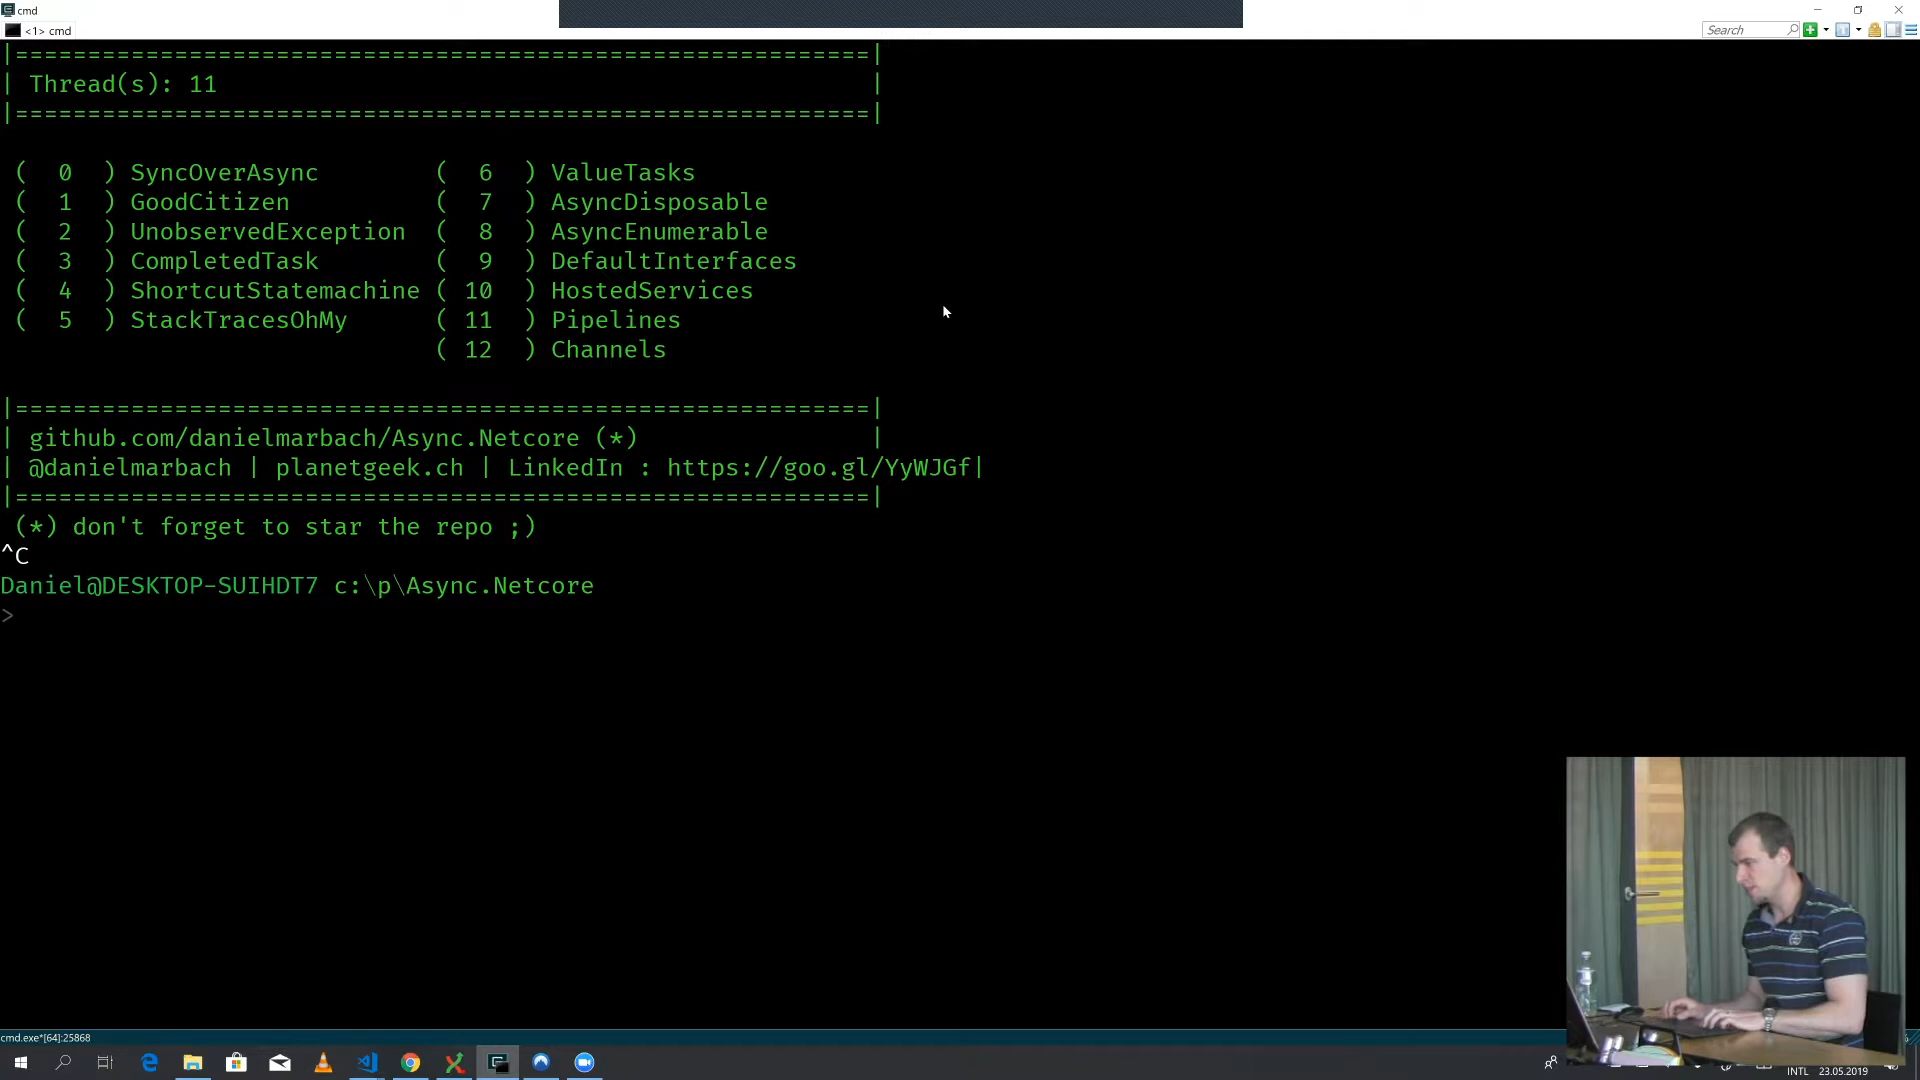 cmd
<1> cmd
Search
|===========================================================|
| Thread(s): 11 |
|===========================================================|
( 0 ) SyncOverAsync ( 6 ) ValueTasks
( 1 ) GoodCitizen ( 7 ) AsyncDisposable
( 2 ) UnobservedException ( 8 ) AsyncEnumerable
( 3 ) CompletedTask ( 9 ) DefaultInterfaces
( 4 ) ShortcutStatemachine ( 10 ) HostedServices
( 5 ) StackTracesOhMy ( 11 ) Pipelines
( 12 ) Channels
|===========================================================|
| github.com/danielmarbach/Async.Netcore (*) |
| @danielmarbach | planetgeek.ch | LinkedIn : https://goo.gl/YyWJGf|
|===========================================================|
(*) don't forget to star the repo ;)
^C
Daniel@DESKTOP-SUIHDT7 c:\p\Async.Netcore
>
cmd.exe*[64]:25868
INTL 23.05.2019